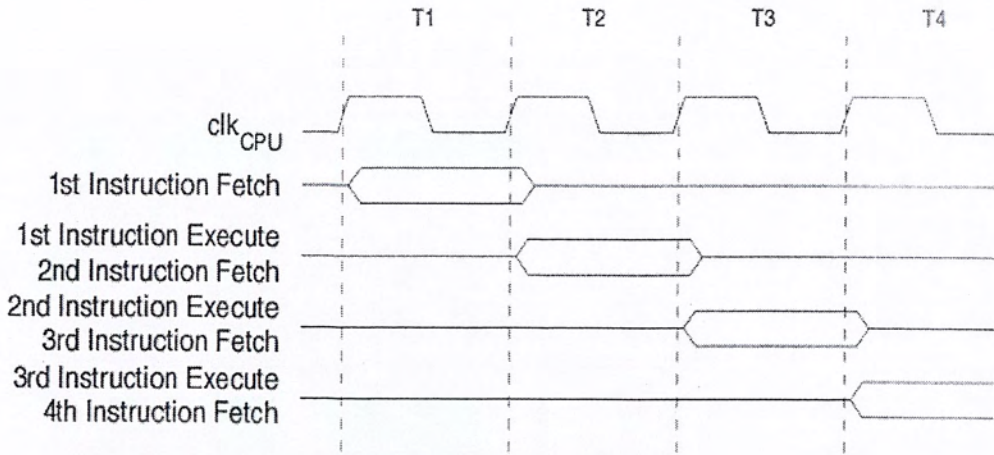 T1 T2 T3 T4
clkCPU
1st Instruction Fetch
1st Instruction Execute
2nd Instruction Fetch
2nd Instruction Execute
3rd Instruction Fetch
3rd Instruction Execute
4th Instruction Fetch